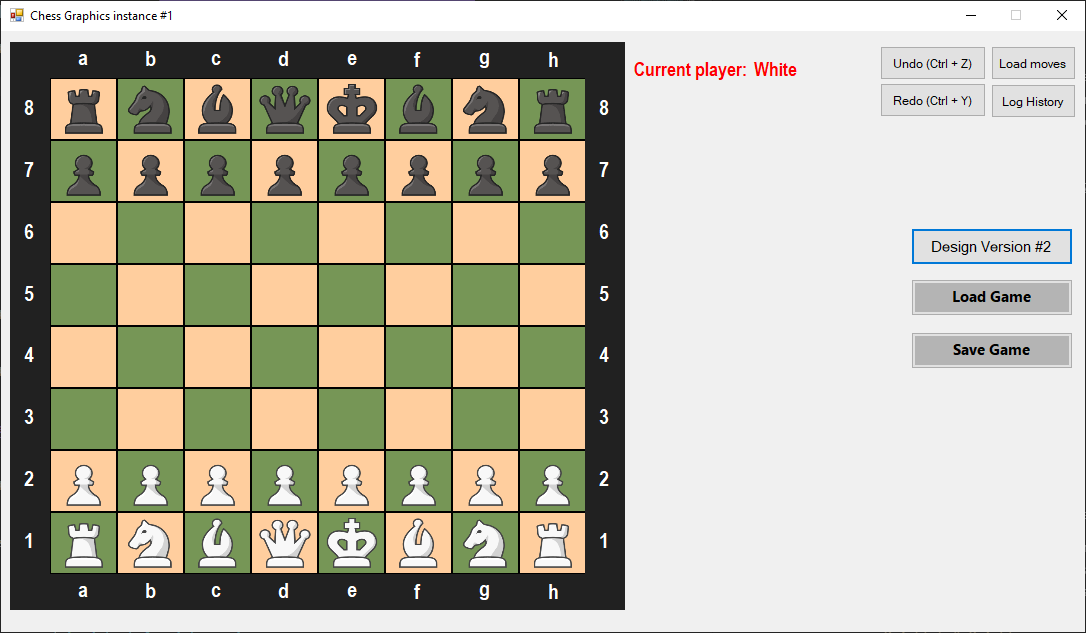 Chess Graphics instance #1
a b c d e f g h
Current player: White
Undo (Ctrl + Z) Load moves
Redo (Ctrl + Y) Log History
8 8
7 7
6 6
Design Version #2
5 5
Load Game
4 4
Save Game
3 3
2 2
1 1
a b c d e f g h